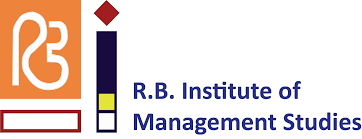 RB
R.B. Institute of
Management Studies